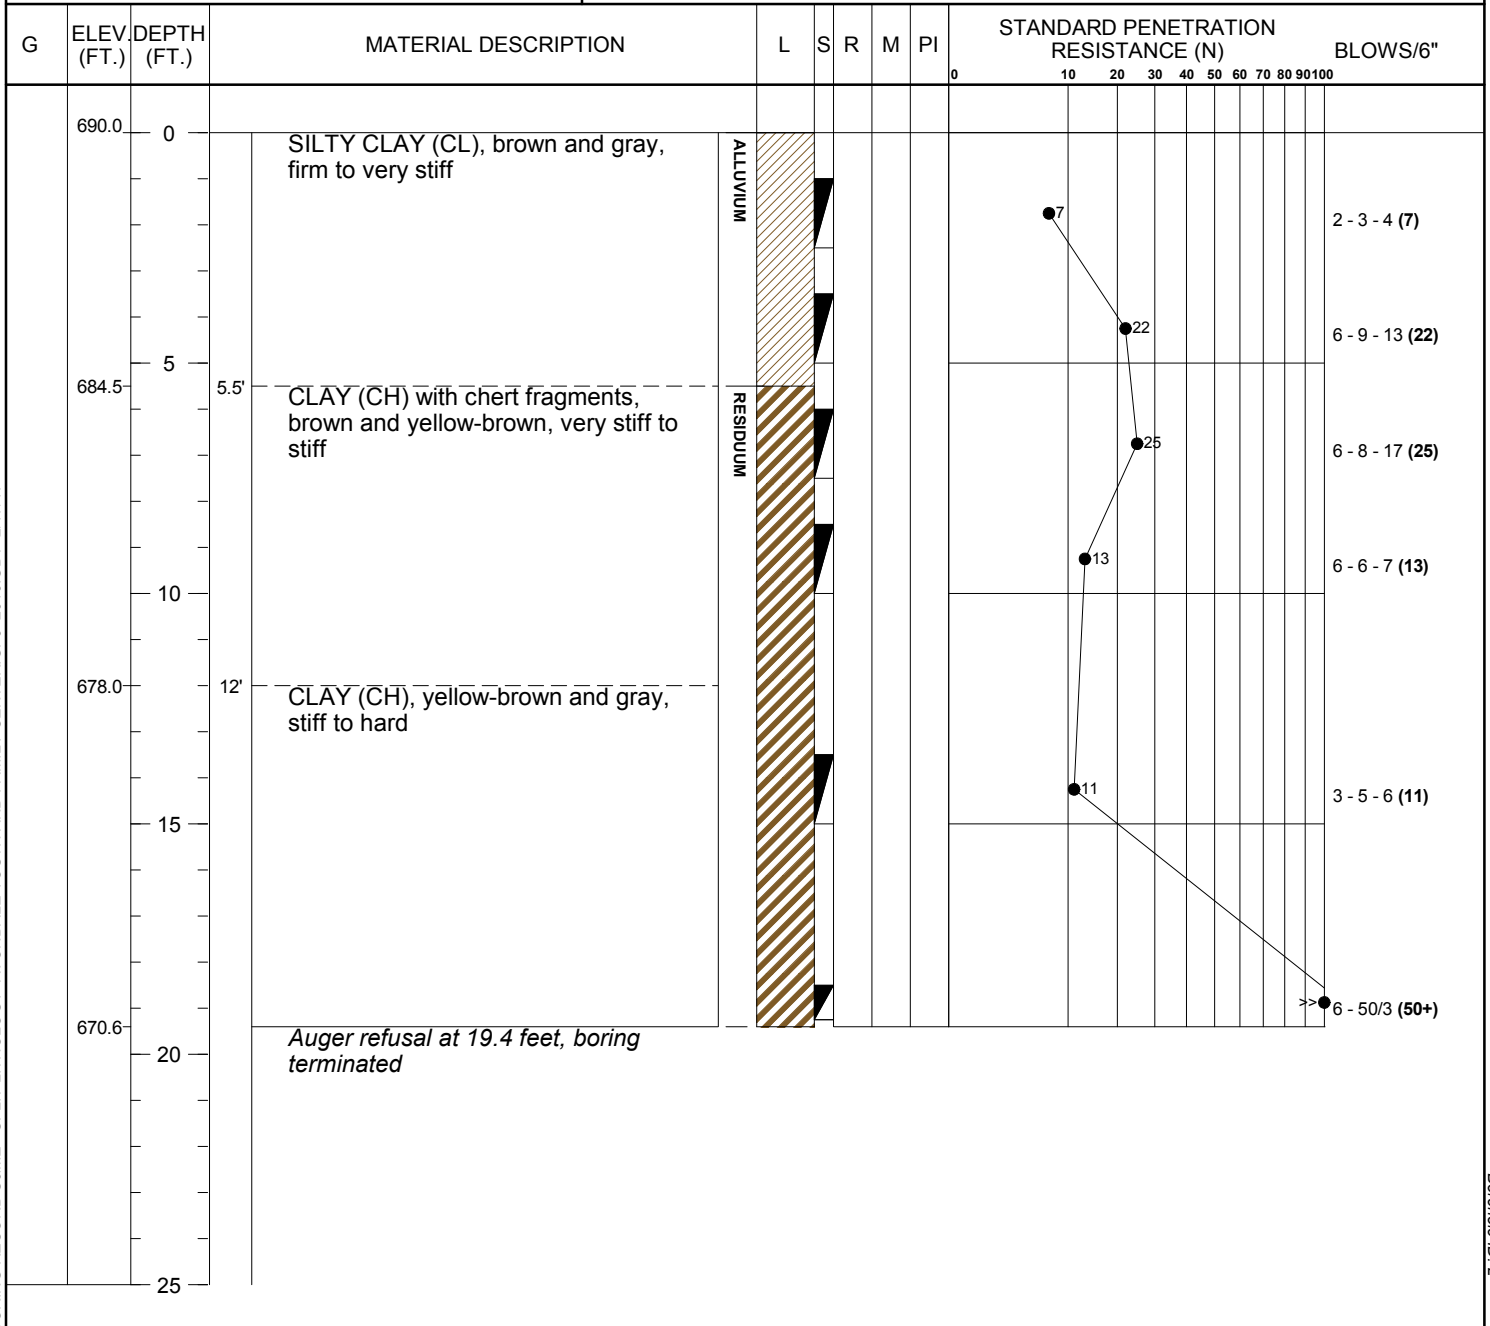 G
ELEV. DEPTH
(FT.) (FT.)
MATERIAL DESCRIPTION
L S R M PI
STANDARD PENETRATION
RESISTANCE (N)
BLOWS/6"
0 10 20 30 40 50 60 70 80 90 100
690.0 0
SILTY CLAY (CL), brown and gray,
firm to very stiff
ALLUVIUM
7
2 - 3 - 4 (7)
22
6 - 9 - 13 (22)
5
684.5 5.5'
CLAY (CH) with chert fragments,
brown and yellow-brown, very stiff to
stiff
RESIDUUM
25
6 - 8 - 17 (25)
13
6 - 6 - 7 (13)
10
678.0 12'
CLAY (CH), yellow-brown and gray,
stiff to hard
11
3 - 5 - 6 (11)
15
>>
6 - 50/3 (50+)
670.6
Auger refusal at 19.4 feet, boring
terminated
20
25